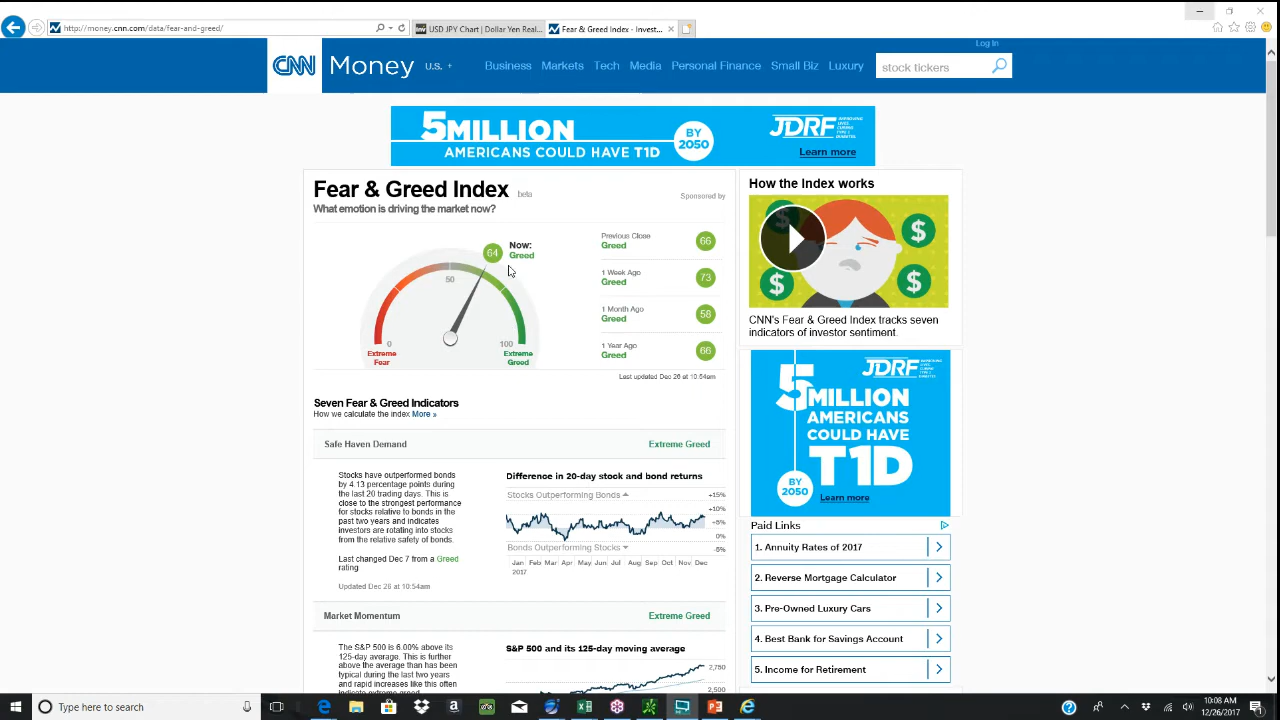 http://money.cnn.com/data/fear-and-greed/
USD JPY Chart | Dollar Yen Real...
Fear & Greed Index - Invest...
Log In
CNN Money
U.S. +
Business Markets Tech Media Personal Finance Small Biz Luxury
stock tickers
5MILLION
AMERICANS COULD HAVE T1D
BY
2050
JDRF
IMPROVING
LIVES.
CURING
TYPE 1
DIABETES.
Learn more
Fear & Greed Index beta
What emotion is driving the market now?
Sponsored by
64
Now:
Greed
50
0
100
Extreme
Fear
Extreme
Greed
Previous Close
Greed
66
1 Week Ago
Greed
73
1 Month Ago
Greed
58
1 Year Ago
Greed
66
Last updated Dec 26 at 10:54am
Seven Fear & Greed Indicators
How we calculate the index More »
Safe Haven Demand
Extreme Greed
Stocks have outperformed bonds
by 4.13 percentage points during
the last 20 trading days. This is
close to the strongest performance
for stocks relative to bonds in the
past two years and indicates
investors are rotating into stocks
from the relative safety of bonds.
Last changed Dec 7 from a Greed
rating
Updated Dec 26 at 10:54am
Difference in 20-day stock and bond returns
Stocks Outperforming Bonds
+15%
+10%
+5%
0%
-5%
Bonds Outperforming Stocks
Jan Feb Mar Apr May Jun Jul Aug Sep Oct Nov Dec
2017
Market Momentum
Extreme Greed
The S&P 500 is 6.00% above its
125-day average. This is further
above the average than has been
typical during the last two years
and rapid increases like this often
indicate extreme greed
S&P 500 and its 125-day moving average
2,750
2,500
How the Index works
$
$
$
$
CNN's Fear & Greed Index tracks seven
indicators of investor sentiment.
JDRF
5MILLION
AMERICANS
COULD HAVE
T1D
BY
2050
Learn more
Paid Links
1. Annuity Rates of 2017
2. Reverse Mortgage Calculator
3. Pre-Owned Luxury Cars
4. Best Bank for Savings Account
5. Income for Retirement
Type here to search
10:08 AM
12/26/2017